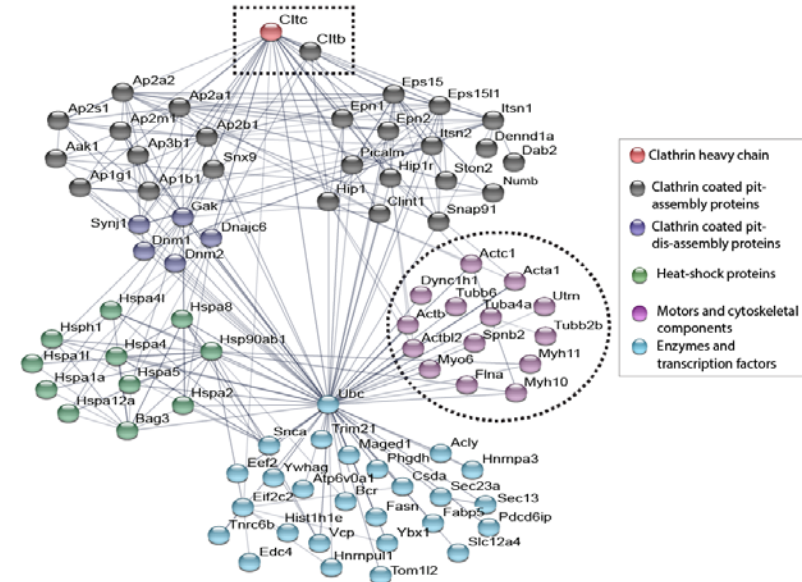 Cltc
Cltb
Ap2a2
Ap2a1
Ap2s1
Ap2m1
Ap2b1
Aak1
Ap3b1
Snx9
Ap1g1
Ap1b1
Eps15
Eps15l1
Epn1
Itsn1
Epn2
Itsn2
Dennd1a
Picalm
Dab2
Hip1r
Ston2
Numb
Hip1
Clint1
Snap91
Gak
Synj1
Dnajc6
Dnm1
Dnm2
Actc1
Acta1
Dync1h1
Tubb6
Tuba4a
Utrn
Actb
Spnb2
Tubb2b
Actbl2
Myo6
Myh11
Flna
Myh10
Hspa4l
Hspa8
Hsph1
Hsp90ab1
Hspa1l
Hspa4
Hspa1a
Hspa5
Hspa2
Hspa12a
Bag3
Ubc
Snca
Trim21
Maged1
Acly
Eef2
Ywhag
Phgdh
Hnrnpa3
Atp6v0a1
Csda
Sec23a
Bcr
Eif2c2
Sec13
Fasn
Fabp5
Pdcd6ip
Tnrc6b
Hist1h1e
Vcp
Ybx1
Slc12a4
Edc4
Hnrnpul1
Tom1l2
Clathrin heavy chain
Clathrin coated pit-
assembly proteins
Clathrin coated pit-
dis-assembly proteins
Heat-shock proteins
Motors and cytoskeletal
components
Enzymes and
transcription factors